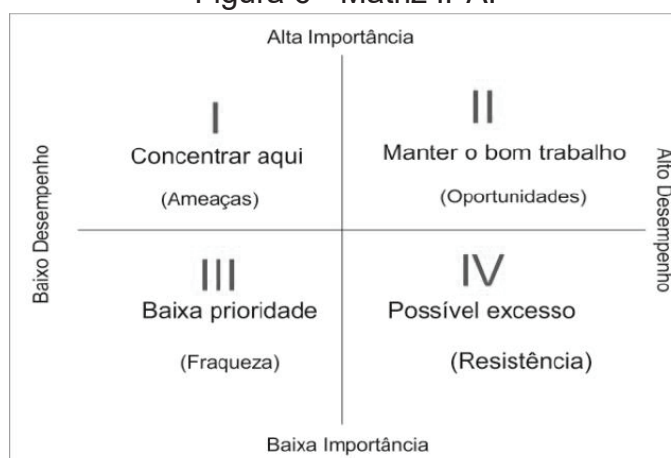 Alta Importância
I
II
Concentrar aqui
Manter o bom trabalho
(Ameaças)
(Oportunidades)
Baixo Desempenho
Alto Desempenho
III
IV
Baixa prioridade
Possível excesso
(Fraqueza)
(Resistência)
Baixa Importância